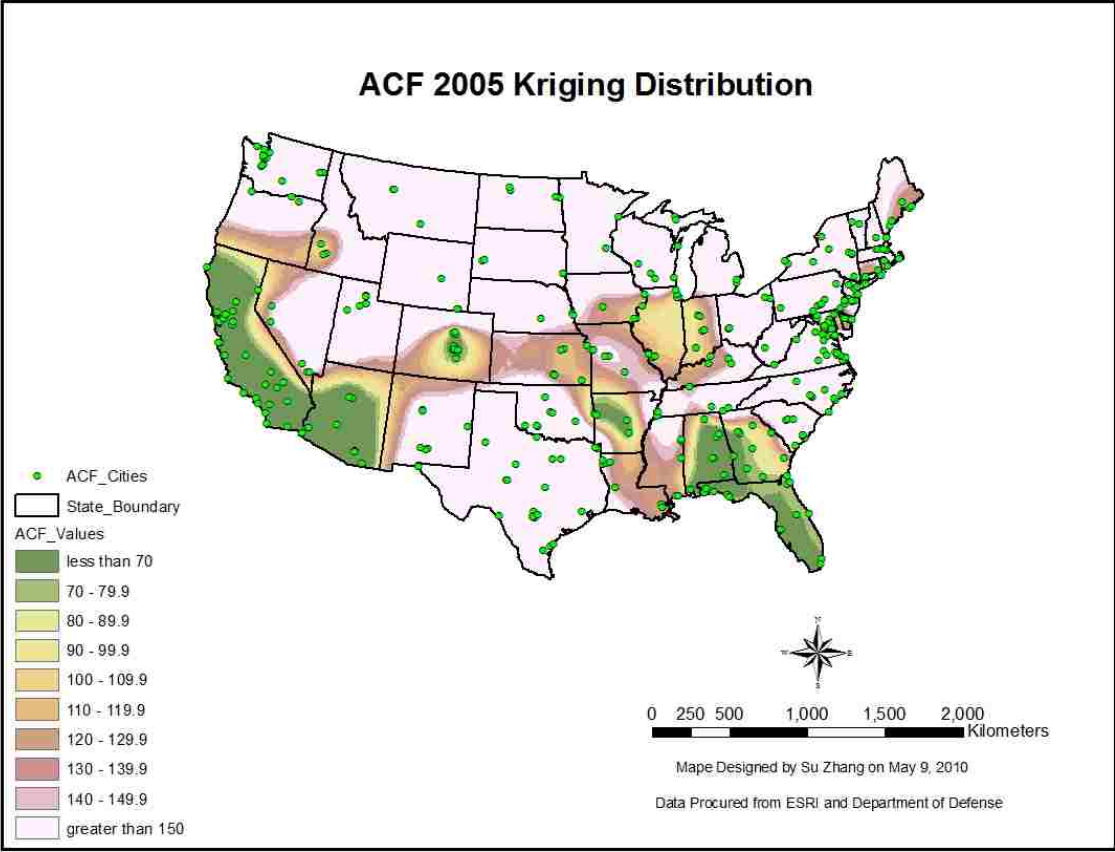 ACF 2005 Kriging Distribution
ACF_Cities
State_Boundary
ACF_Values
less than 70
70 - 79.9
80 - 89.9
90 - 99.9
100 - 109.9
110 - 119.9
120 - 129.9
130 - 139.9
140 - 149.9
greater than 150
N
W E
S
0 250 500 1,000 1,500 2,000
Kilometers
Mape Designed by Su Zhang on May 9, 2010
Data Procured from ESRI and Department of Defense